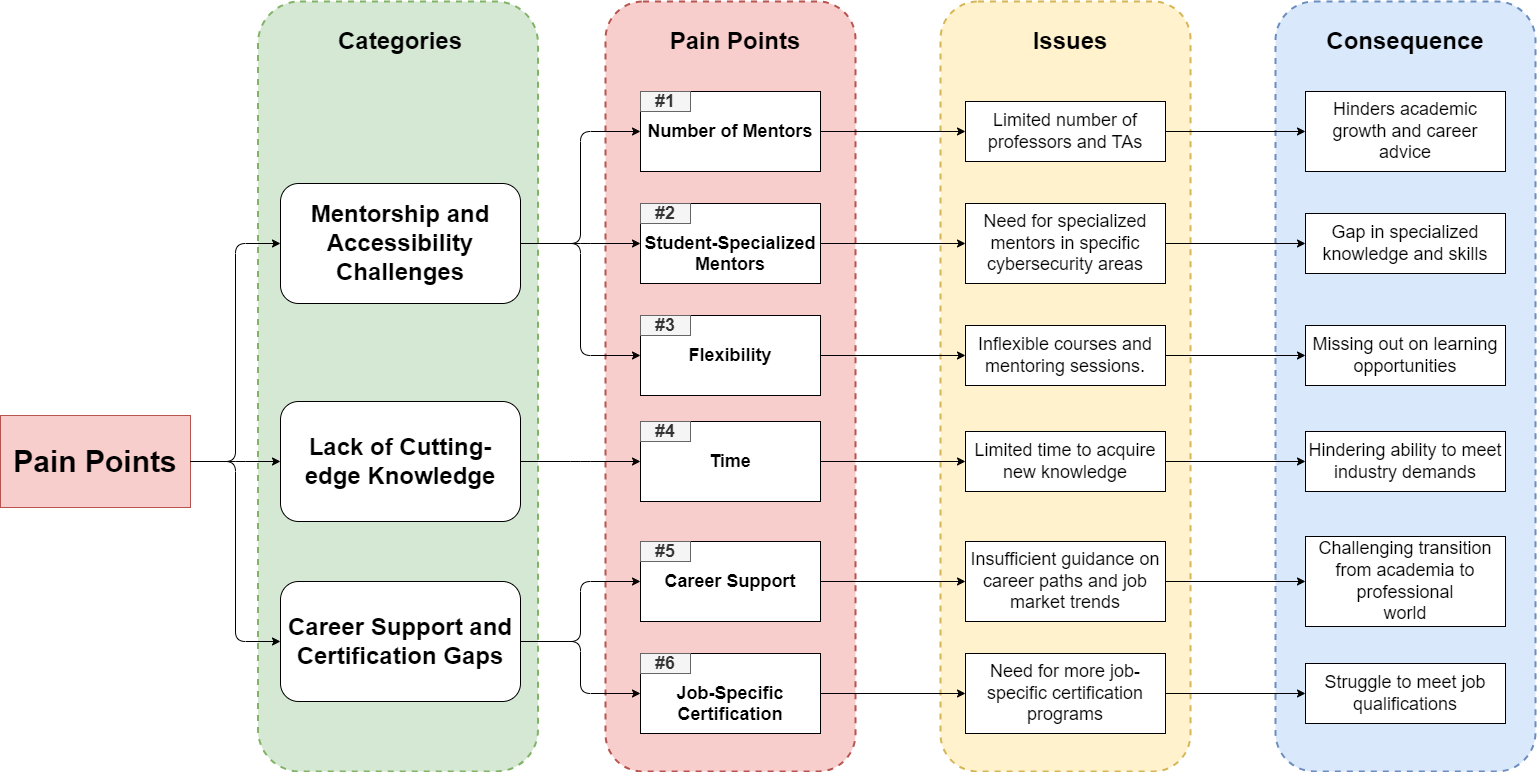 Categories
Pain Points
Issues
Consequence
Pain Points
Mentorship and
Accessibility
Challenges
Lack of Cutting-
edge Knowledge
Career Support and
Certification Gaps
#1
Number of Mentors
Limited number of
professors and TAs
Hinders academic
growth and career
advice
#2
Student-Specialized
Mentors
Need for specialized
mentors in specific
cybersecurity areas
Gap in specialized
knowledge and skills
#3
Flexibility
Inflexible courses and
mentoring sessions.
Missing out on learning
opportunities
#4
Time
Limited time to acquire
new knowledge
Hindering ability to meet
industry demands
#5
Career Support
Insufficient guidance on
career paths and job
market trends
Challenging transition
from academia to
professional
world
#6
Job-Specific
Certification
Need for more job-
specific certification
programs
Struggle to meet job
qualifications